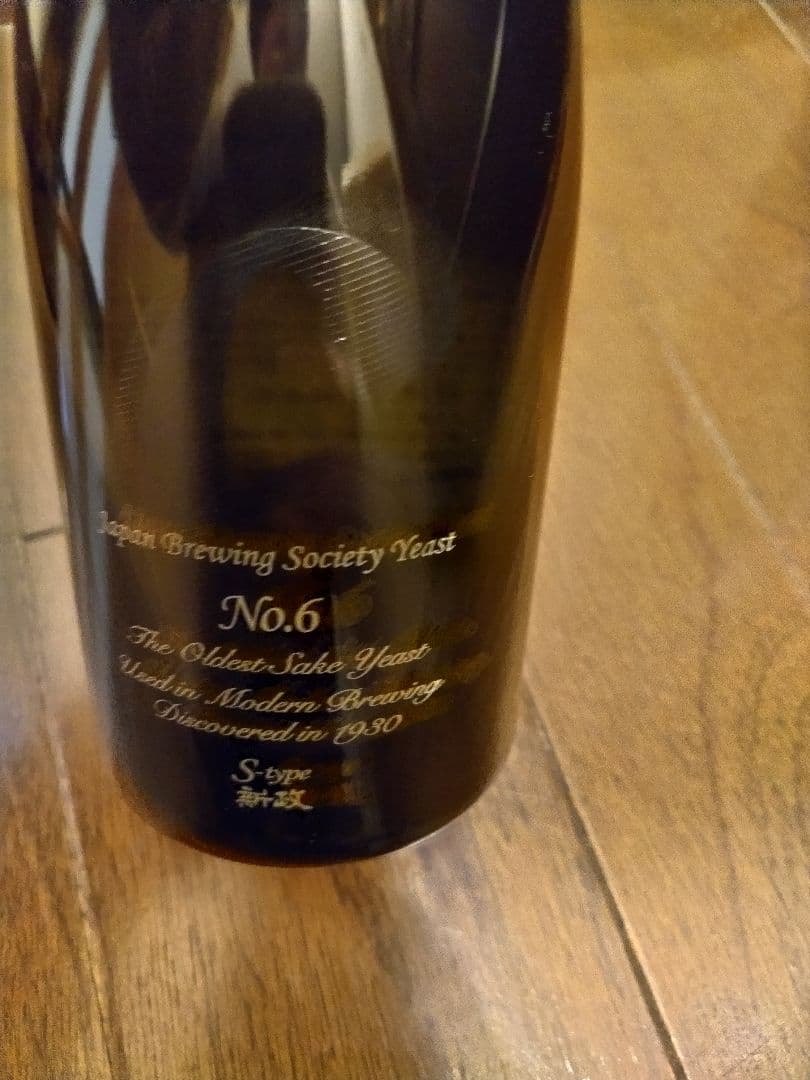 Japan Brewing Society Yeast
No.6
The Oldest Sake Yeast
Used in Modern Brewing
Discovered in 1930
S-type
新政